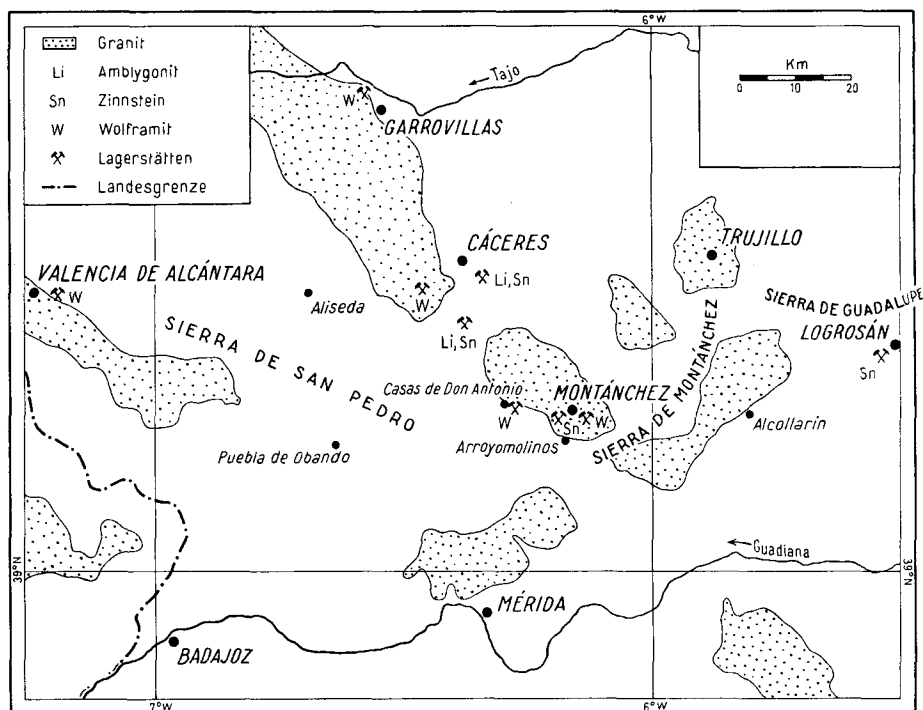 6°W
Granit
Li Amblygonit
Sn Zinnstein
W Wolframit
Lagerstätten
Landesgrenze
Km
0 10 20
← Tajo
W
GARROVILLAS
CÁCERES
Li, Sn
TRUJILLO
VALENCIA DE ALCÁNTARA
W
Aliseda
W
SIERRA DE GUADALUPE
LOGROSÁN
Sn
Li, Sn
SIERRA DE SAN PEDRO
Casas de Don Antonio
W
MONTÁNCHEZ
Sn W
SIERRA DE MONTÁNCHEZ
Arroyomolinos
Alcollarín
Puebla de Obando
← Guadiana
39°N
39°N
MÉRIDA
BADAJOZ
7°W
6°W